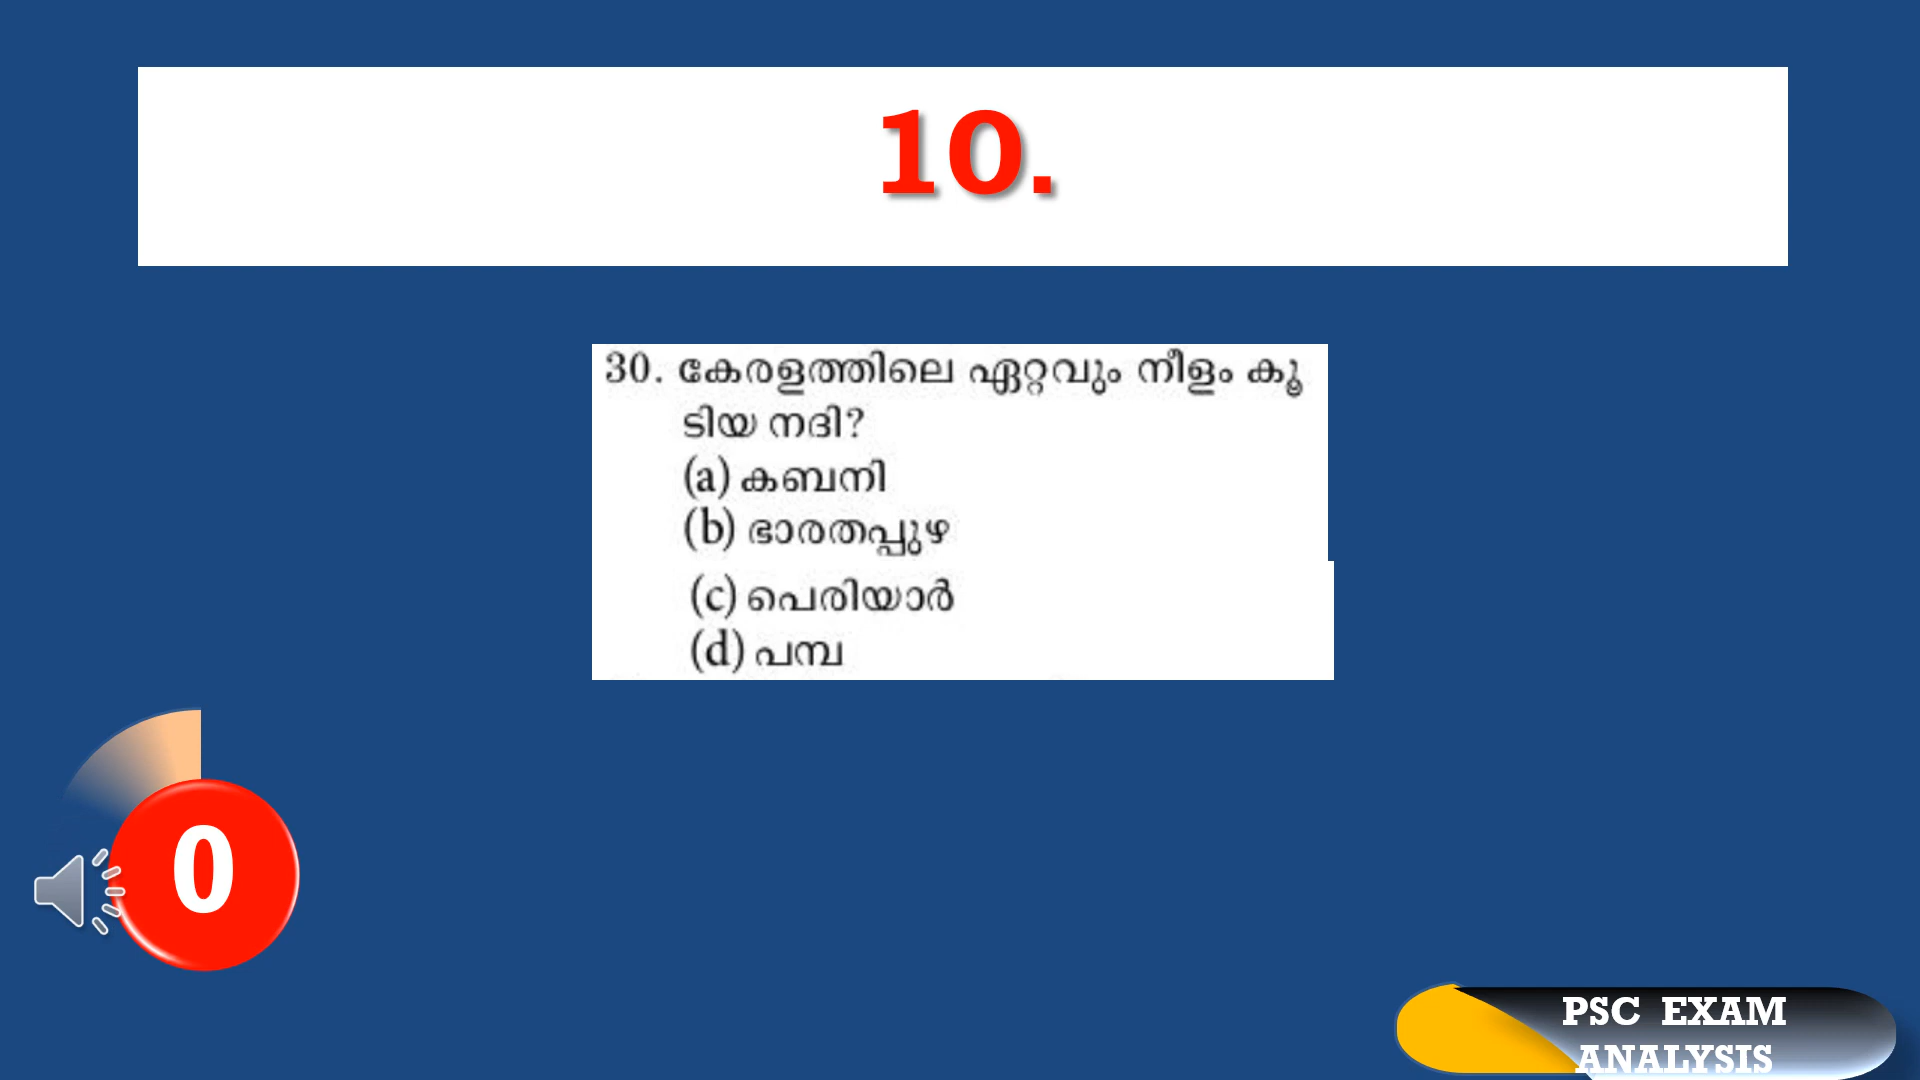 10.
30. കേരളത്തിലെ ഏറ്റവും നീളം കൂ
ടിയ നദി?
(a) കബനി
(b) ഭാരതപ്പുഴ
(c) പെരിയാർ
(d) പമ്പ
0
PSC EXAM
ANALYSIS